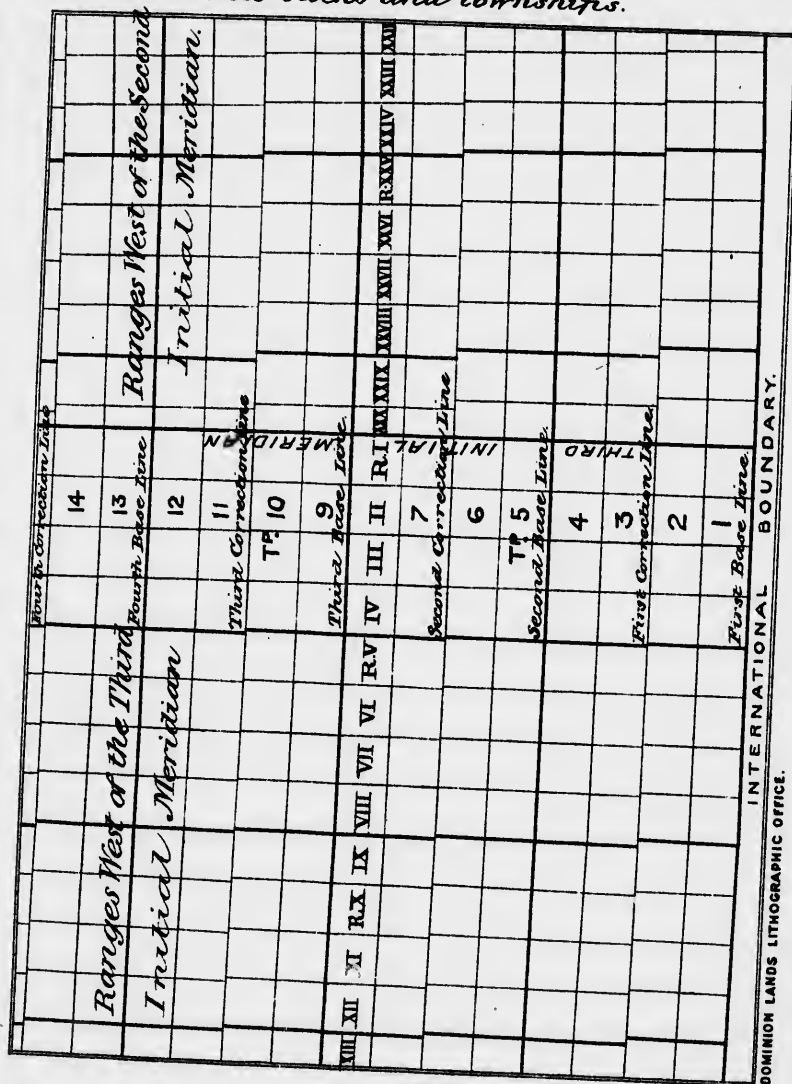 and townships.
Ranges West of the Third
Initial Meridian
Ranges West of the Second
Initial Meridian.
Fourth Correction Line
14
13
Fourth Base Line
12
11
Third Correction Line
TP. 10
9
Third Base Line.
XIII XII XI R.X IX VIII VII VI R.V IV III II R.I XXX XXIX XXVIII XXVII XXVI R.XXV XXIV XXIII XXII
7
Second Correction Line
6
TP. 5
Second Base Line.
4
3
First Correction Line.
2
1
First Base Line.
THIRD INITIAL MERIDIAN
INTERNATIONAL BOUNDARY.
DOMINION LANDS LITHOGRAPHIC OFFICE.